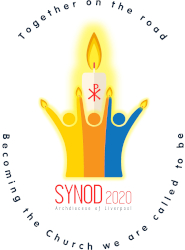 Together on the road
SYNOD 2020
Archdiocese of Liverpool
Becoming the Church we are called to be